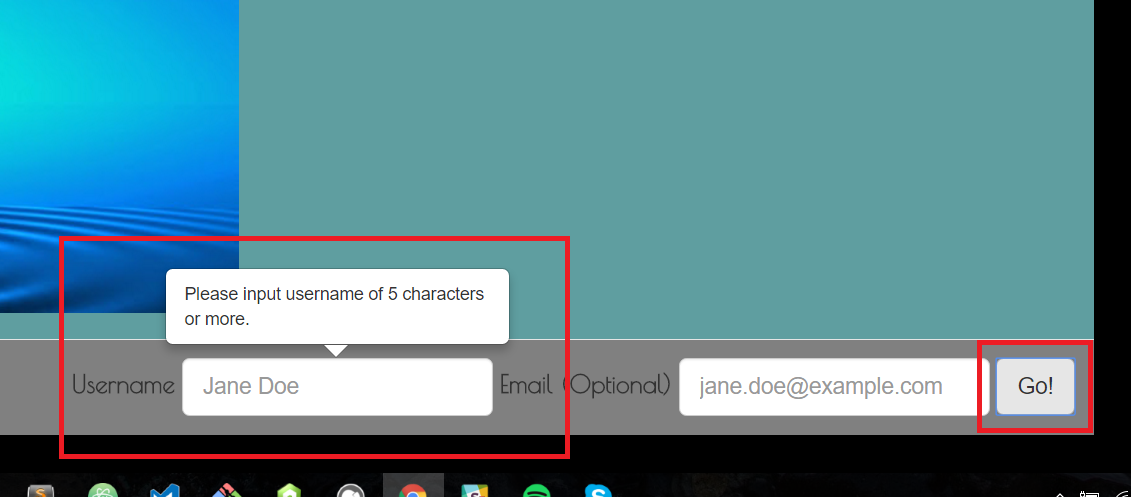 Please input username of 5 characters
or more.
Username Jane Doe Email (Optional) jane.doe@example.com Go!